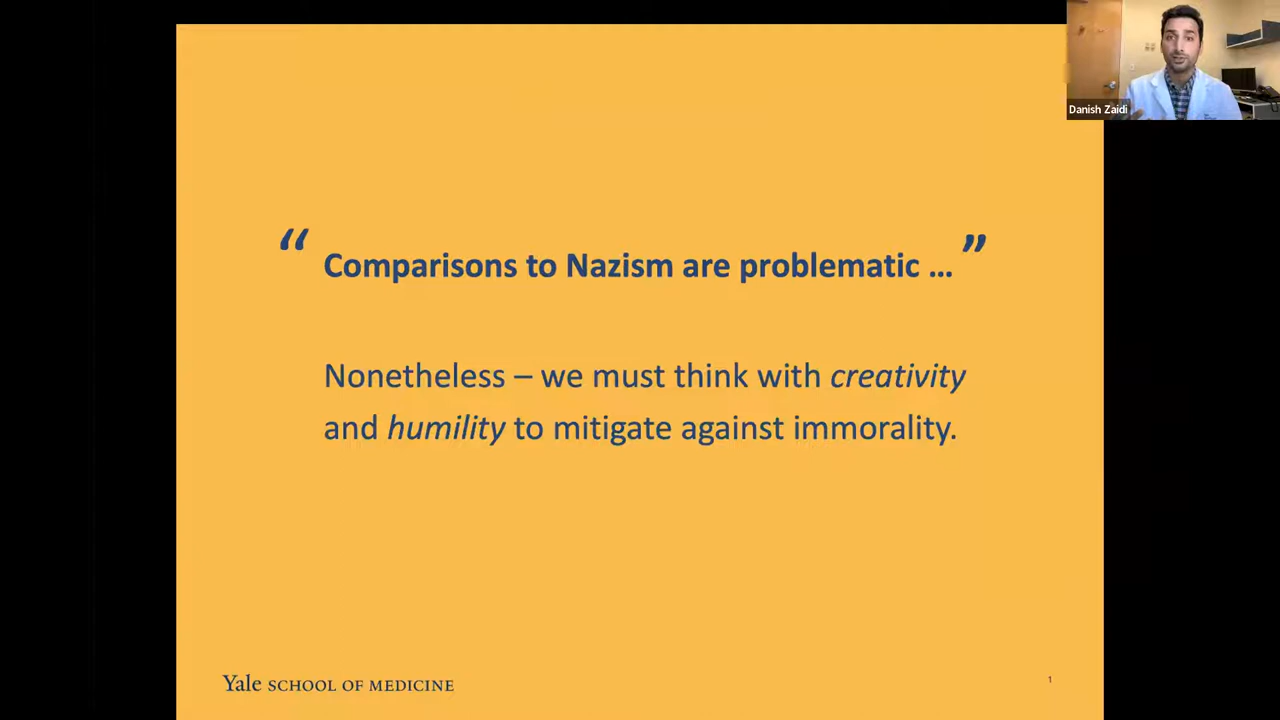 Danish Zaidi
“ Comparisons to Nazism are problematic … ”
Nonetheless – we must think with creativity
and humility to mitigate against immorality.
Yale SCHOOL OF MEDICINE
1